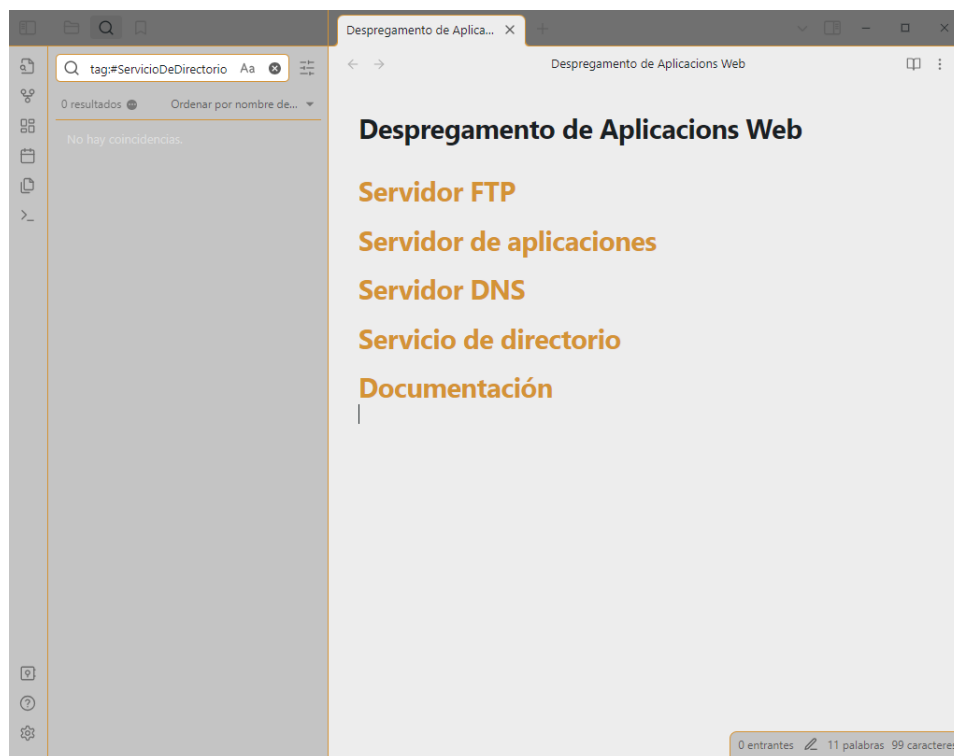 Despregamento de Aplica...
tag:#ServicioDeDirectorio Aa
Despregamento de Aplicacions Web
0 resultados Ordenar por nombre de...
No hay coincidencias.
Despregamento de Aplicacions Web
Servidor FTP
Servidor de aplicaciones
Servidor DNS
Servicio de directorio
Documentación
0 entrantes 11 palabras 99 caracteres